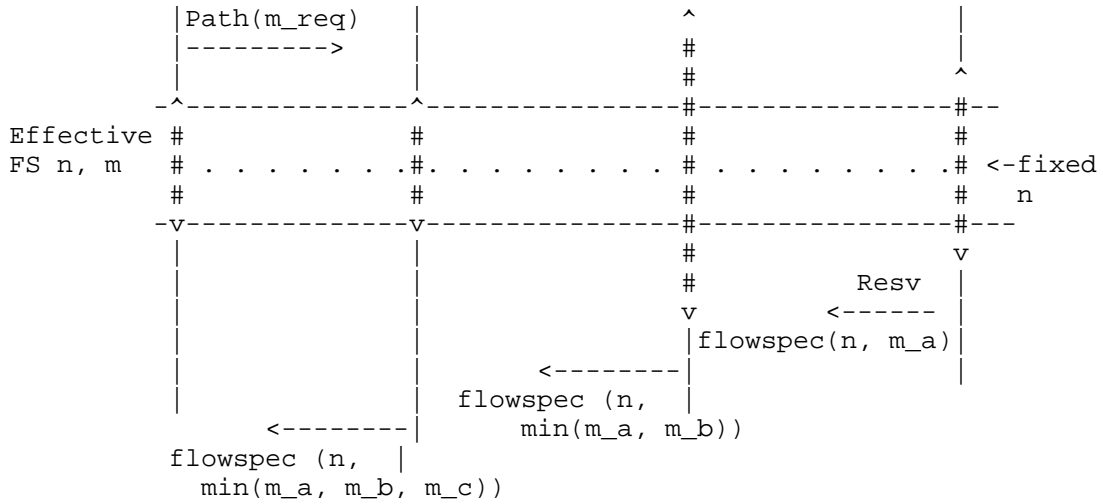 |Path(m_req)        |                     ^                     |
|--------->         |                     #                     |
|                   |                     #                     ^
-^------------------^---------------------#---------------------#--
Effective #                  #                     #                     #
FS n, m   # . . . . . . . .# . . . . . . . . # . . . . . . . . .# <-fixed
#                  #                     #                     #   n
-v------------------v---------------------#---------------------#---
|                   |                     #                     v
|                   |                     #            Resv     |
|                   |                     v          <------    |
|                   |                     |flowspec(n, m_a)|
|                   |          <--------|                     |
|                   |   flowspec (n,    |
|        <--------|        min(m_a, m_b))
flowspec (n,   |
min(m_a, m_b, m_c))